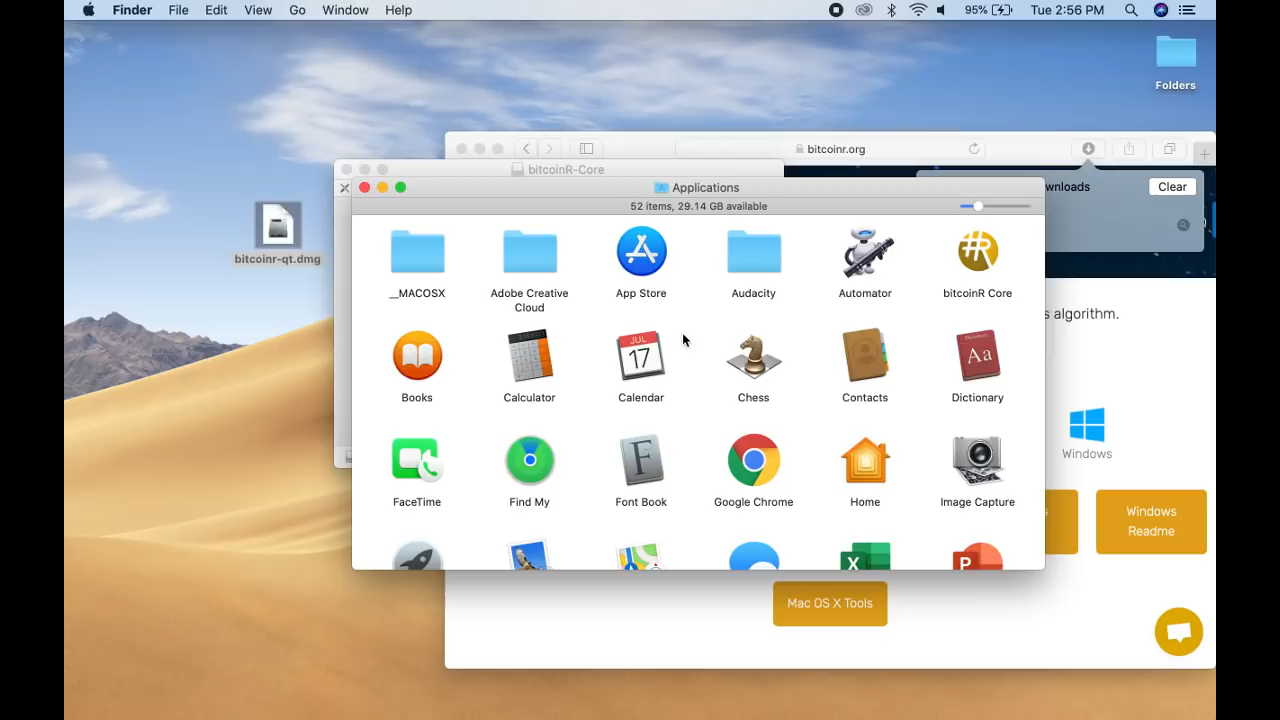 Finder File Edit View Go Window Help
95% Tue 2:56 PM
Folders
bitcoinr.org
bitcoinR-Core
Applications
wnloads
Clear
52 items, 29.14 GB available
bitcoinr-qt.dmg
__MACOSX
Adobe Creative
Cloud
App Store
Audacity
Automator
bitcoinR Core
#R
s algorithm.
JUL
17
Aa
Books
Calculator
Calendar
Chess
Contacts
Dictionary
Windows
F
FaceTime
Find My
Font Book
Google Chrome
Home
Image Capture
s
Windows
Readme
X
P
Mac OS X Tools